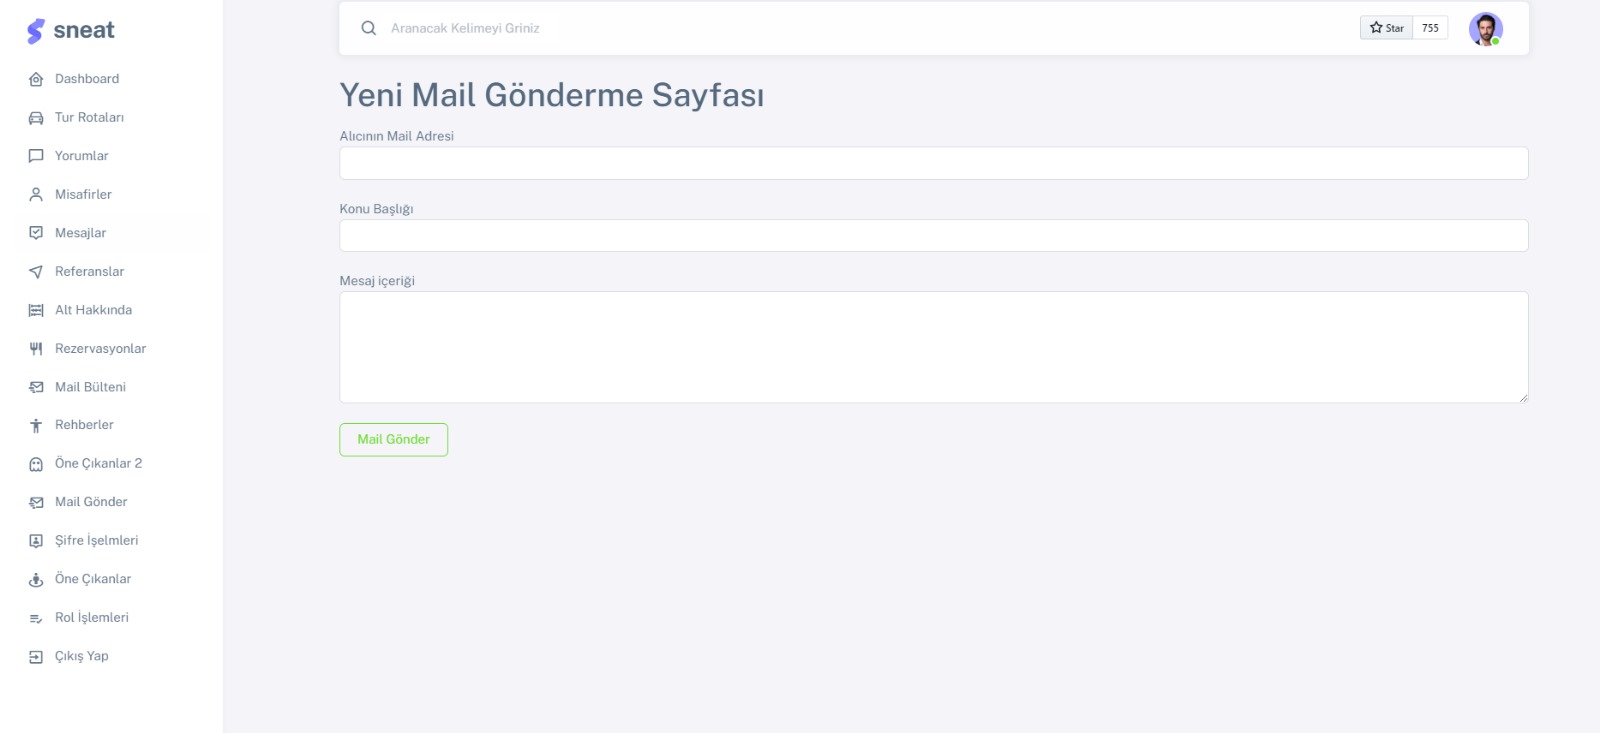 sneat
Dashboard
Tur Rotaları
Yorumlar
Misafirler
Mesajlar
Referanslar
Alt Hakkında
Rezervasyonlar
Mail Bülteni
Rehberler
Öne Çıkanlar 2
Mail Gönder
Şifre İşelmleri
Öne Çıkanlar
Rol İşlemleri
Çıkış Yap
Aranacak Kelimeyi Griniz
Star 755
Yeni Mail Gönderme Sayfası
Alıcının Mail Adresi
Konu Başlığı
Mesaj içeriği
Mail Gönder